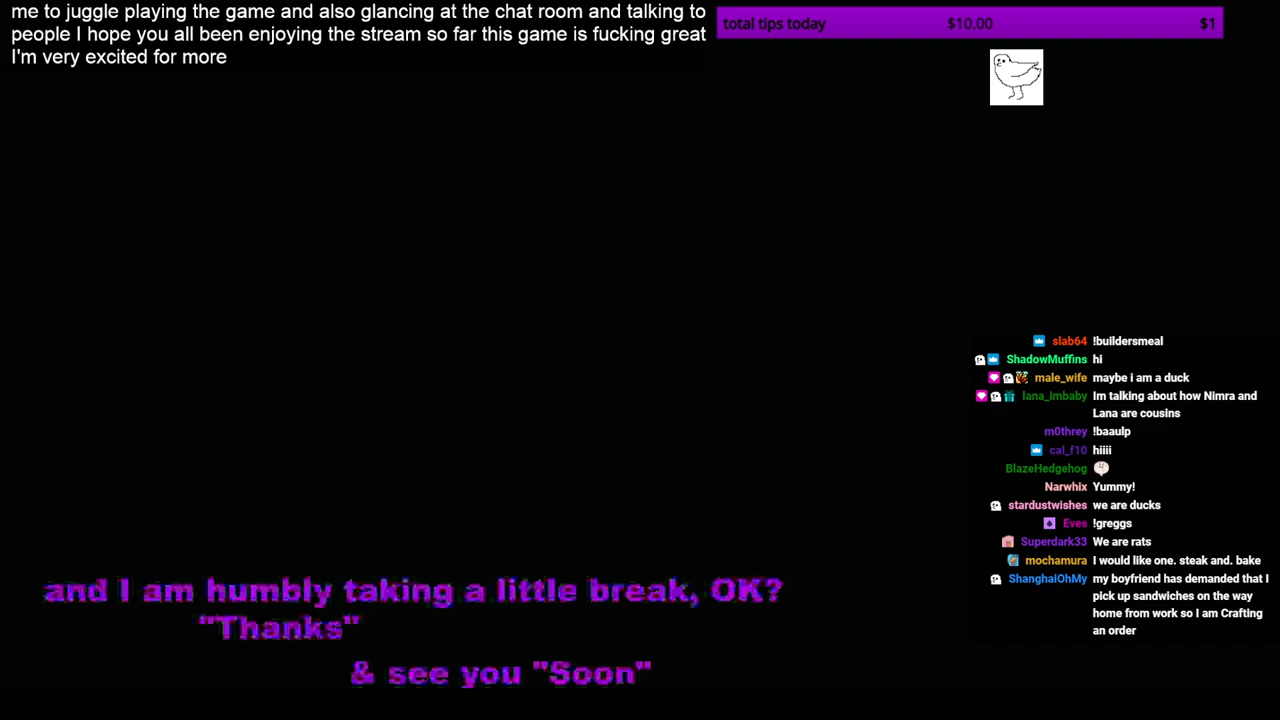 me to juggle playing the game and also glancing at the chat room and talking to
people I hope you all been enjoying the stream so far this game is fucking great
I'm very excited for more
total tips today $10.00 $1
slab64 !buildersmeal
ShadowMuffins hi
male_wife maybe i am a duck
lana_imbaby Im talking about how Nimra and
Lana are cousins
m0threy !baaulp
cal_f10 hiiii
BlazeHedgehog
Narwhix Yummy!
stardustwishes we are ducks
Eves !greggs
Superdark33 We are rats
mochamura I would like one. steak and. bake
ShanghaiOhMy my boyfriend has demanded that I
pick up sandwiches on the way
home from work so I am Crafting
an order
and I am humbly taking a little break, OK?
"Thanks"
& see you "Soon"